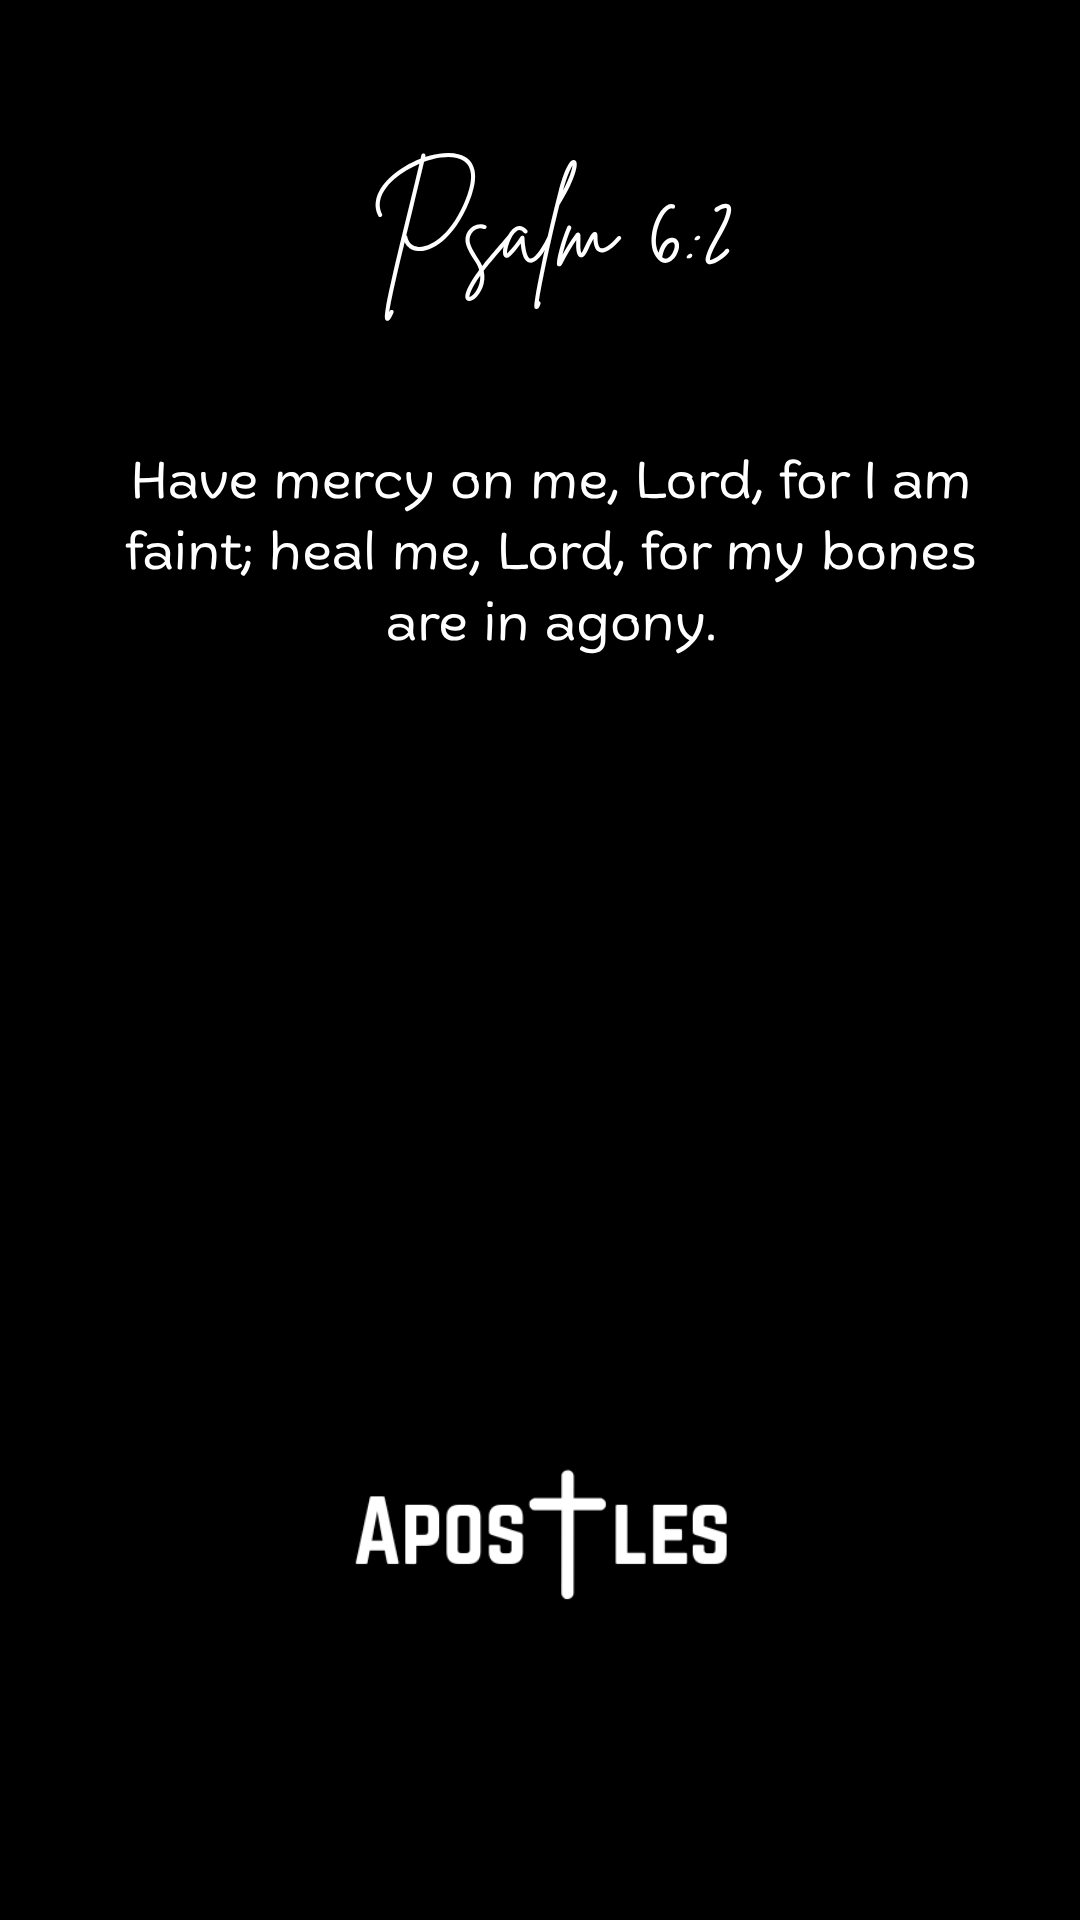 Psalm 6:2
Have mercy on me, Lord, for I am
faint; heal me, Lord, for my bones
are in agony.
Apostles